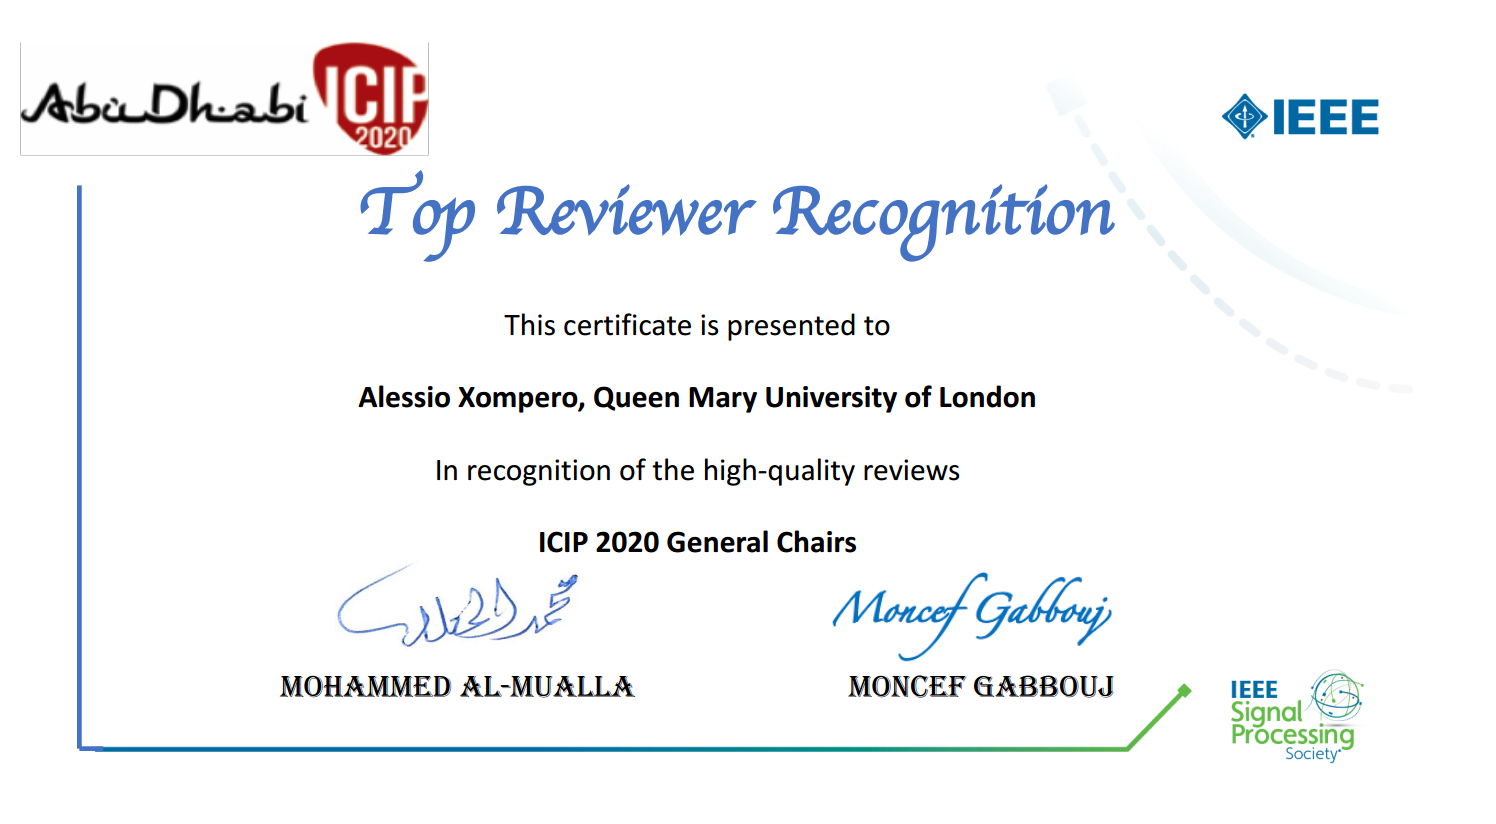 Abu Dhabi ICIP
2020
IEEE
Top Reviewer Recognition
This certificate is presented to
Alessio Xompero, Queen Mary University of London
In recognition of the high-quality reviews
ICIP 2020 General Chairs
Moncef Gabbouj
MOHAMMED AL-MUALLA
MONCEF GABBOUJ
IEEE
Signal
Processing
Society